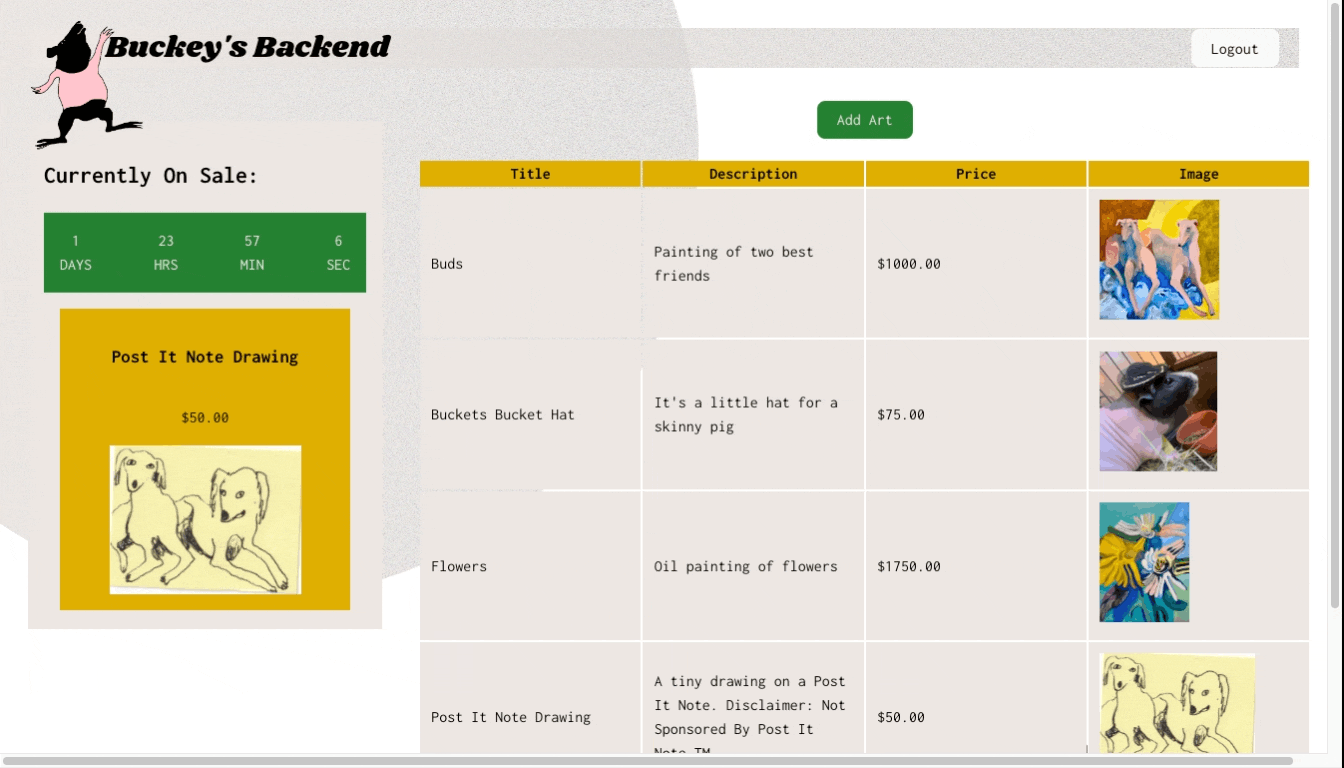 Buckey's Backend
Logout
Add Art
Currently On Sale:
1 23 57 6
DAYS HRS MIN SEC
Post It Note Drawing
$50.00
Title Description Price Image
Buds
Painting of two best
friends
$1000.00
Buckets Bucket Hat
It's a little hat for a
skinny pig
$75.00
Flowers
Oil painting of flowers
$1750.00
Post It Note Drawing
A tiny drawing on a Post
It Note. Disclaimer: Not
Sponsored By Post It
Note TM
$50.00